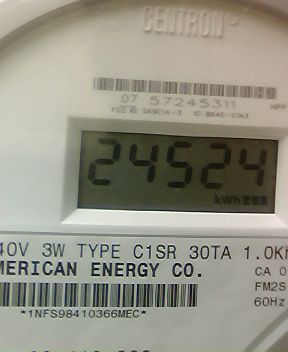 CENTRON
07 57245311
24524
kWh
40V 3W TYPE C1SR 30TA 1.0K
MERICAN ENERGY CO.
CA 0
FM2S
60Hz
*1NFS98410366MEC*